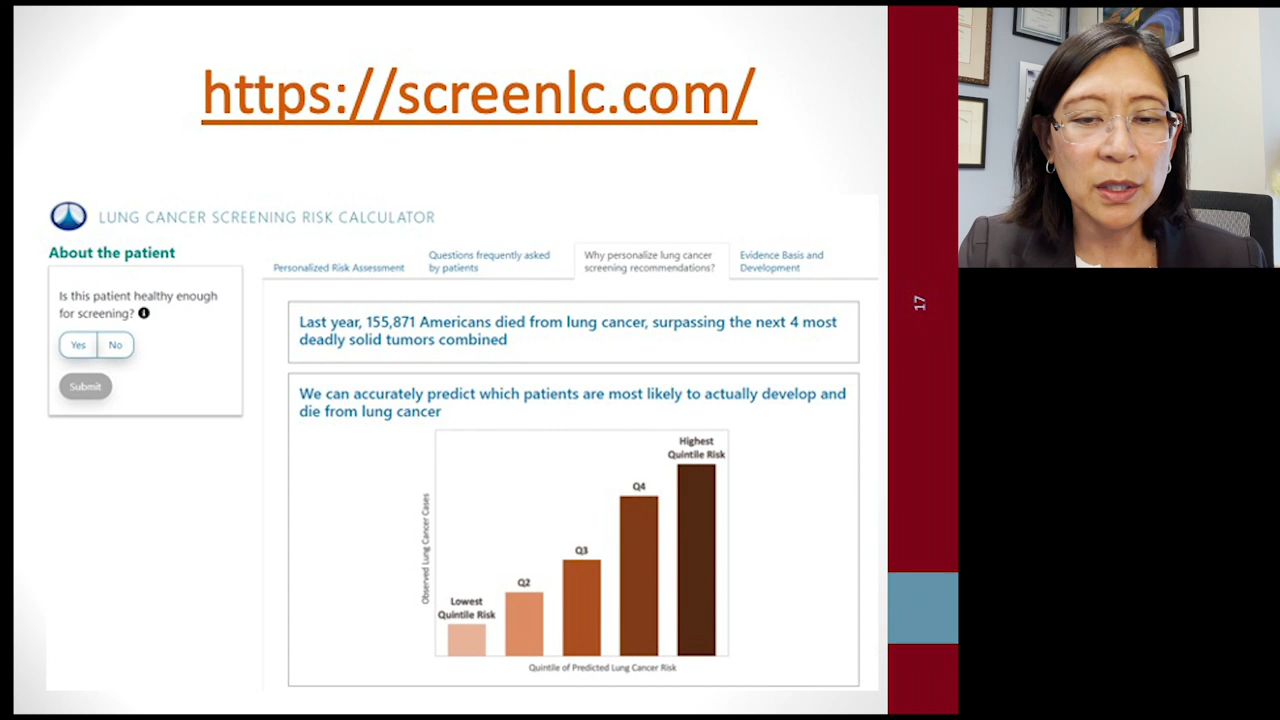 https://screenlc.com/
LUNG CANCER SCREENING RISK CALCULATOR
About the patient
Is this patient healthy enough
for screening?
Yes No
Submit
Personalized Risk Assessment
Questions frequently asked
by patients
Why personalize lung cancer
screening recommendations?
Evidence Basis and
Development
Last year, 155,871 Americans died from lung cancer, surpassing the next 4 most
deadly solid tumors combined
We can accurately predict which patients are most likely to actually develop and
die from lung cancer
Observed Lung Cancer Cases
Lowest
Quintile Risk
Q2
Q3
Q4
Highest
Quintile Risk
Quintile of Predicted Lung Cancer Risk
17